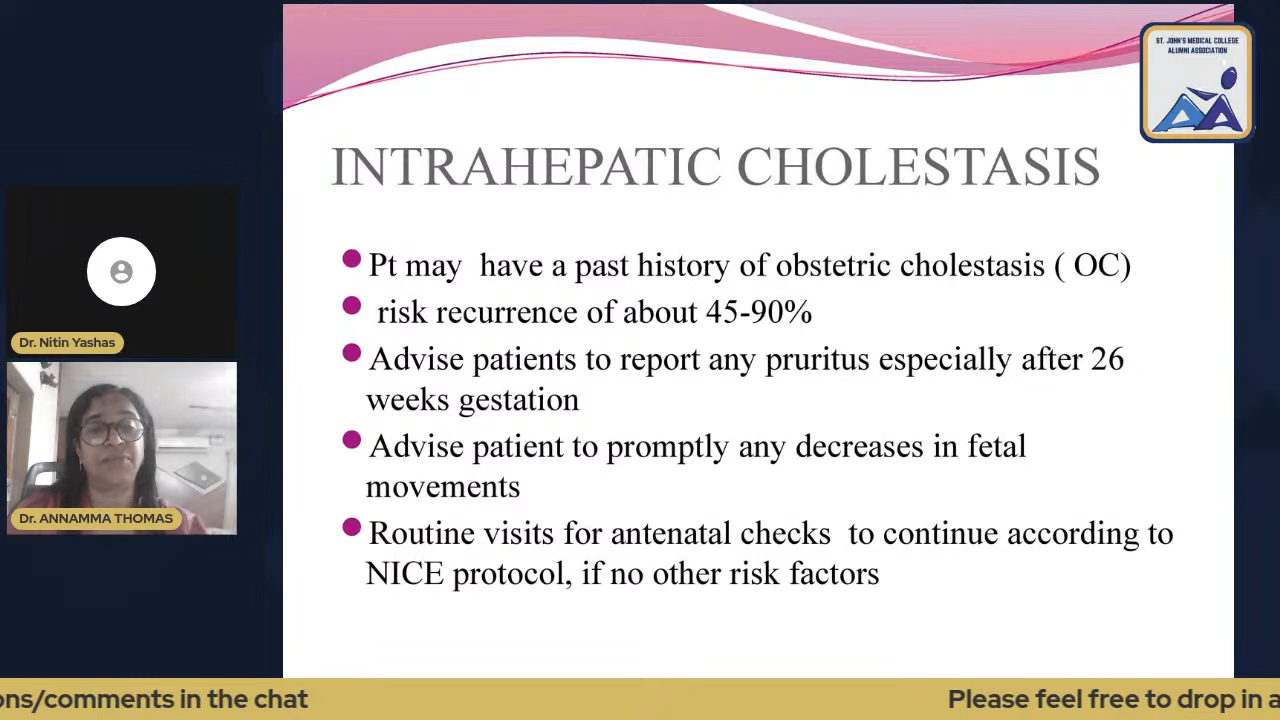 ST. JOHN'S MEDICAL COLLEGE
ALUMNI ASSOCIATION
INTRAHEPATIC CHOLESTASIS
Pt may  have a past history of obstetric cholestasis ( OC)
risk recurrence of about 45-90%
Advise patients to report any pruritus especially after 26
weeks gestation
Advise patient to promptly any decreases in fetal
movements
Routine visits for antenatal checks  to continue according to
NICE protocol, if no other risk factors
Dr. Nitin Yashas
Dr. ANNAMMA THOMAS
ons/comments in the chat
Please feel free to drop in a